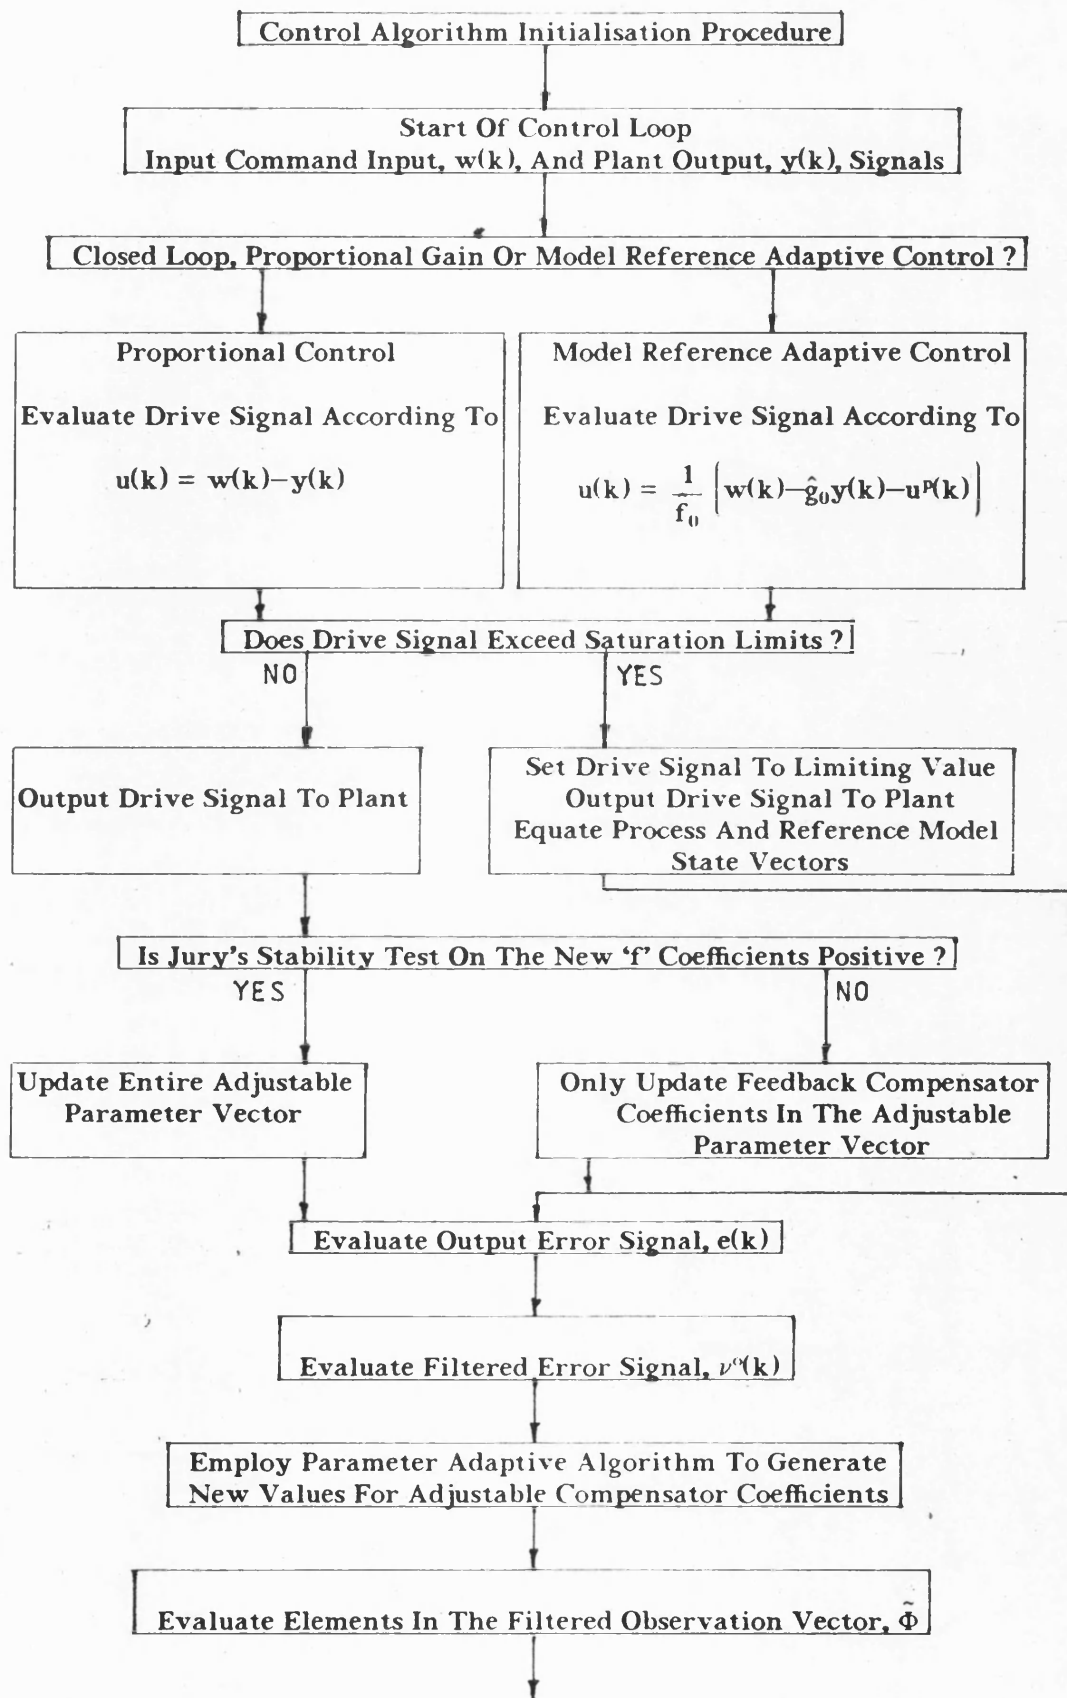 Control Algorithm Initialisation Procedure
Start Of Control Loop
Input Command Input, w(k), And Plant Output, y(k), Signals
Closed Loop, Proportional Gain Or Model Reference Adaptive Control ?
Proportional Control
Evaluate Drive Signal According To
u(k) = w(k)−y(k)
Model Reference Adaptive Control
Evaluate Drive Signal According To
u(k) = 1/f̂₀ [w(k)−ĝ₀y(k)−uᵖ(k)]
Does Drive Signal Exceed Saturation Limits ?
NO
YES
Output Drive Signal To Plant
Set Drive Signal To Limiting Value
Output Drive Signal To Plant
Equate Process And Reference Model
State Vectors
Is Jury's Stability Test On The New ‘f’ Coefficients Positive ?
YES
NO
Update Entire Adjustable
Parameter Vector
Only Update Feedback Compensator
Coefficients In The Adjustable
Parameter Vector
Evaluate Output Error Signal, e(k)
Evaluate Filtered Error Signal, ν°(k)
Employ Parameter Adaptive Algorithm To Generate
New Values For Adjustable Compensator Coefficients
Evaluate Elements In The Filtered Observation Vector, Φ̃